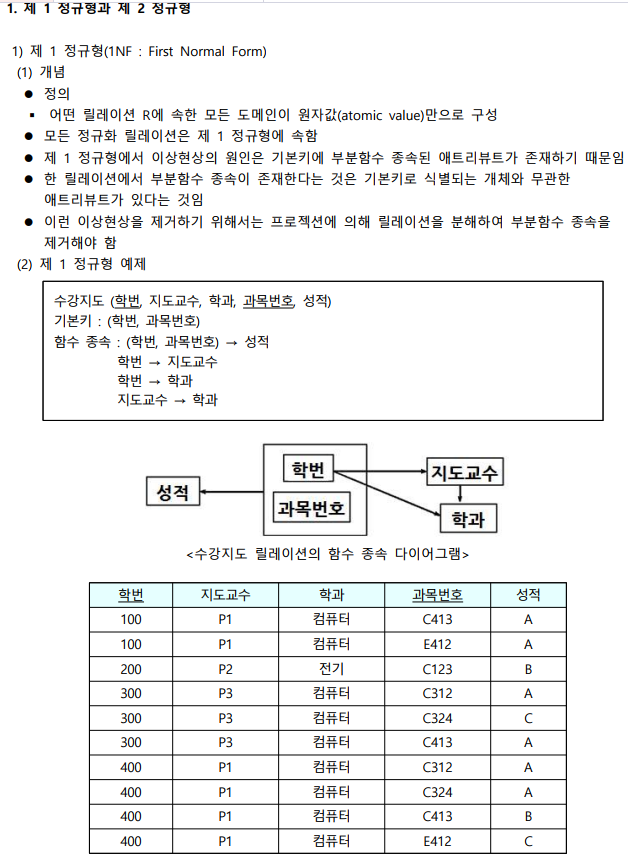 1. 제 1 정규형과 제 2 정규형
1) 제 1 정규형(1NF : First Normal Form)
(1) 개념
● 정의
▪ 어떤 릴레이션 R에 속한 모든 도메인이 원자값(atomic value)만으로 구성
● 모든 정규화 릴레이션은 제 1 정규형에 속함
● 제 1 정규형에서 이상현상의 원인은 기본키에 부분함수 종속된 애트리뷰트가 존재하기 때문임
● 한 릴레이션에서 부분함수 종속이 존재한다는 것은 기본키로 식별되는 개체와 무관한
애트리뷰트가 있다는 것임
● 이런 이상현상을 제거하기 위해서는 프로젝션에 의해 릴레이션을 분해하여 부분함수 종속을
제거해야 함
(2) 제 1 정규형 예제
수강지도 (학번, 지도교수, 학과, 과목번호, 성적)
기본키 : (학번, 과목번호)
함수 종속 : (학번, 과목번호) → 성적
학번 → 지도교수
학번 → 학과
지도교수 → 학과
학번
지도교수
성적
과목번호
학과
<수강지도 릴레이션의 함수 종속 다이어그램>
학번 지도교수 학과 과목번호 성적
100 P1 컴퓨터 C413 A
100 P1 컴퓨터 E412 A
200 P2 전기 C123 B
300 P3 컴퓨터 C312 A
300 P3 컴퓨터 C324 C
300 P3 컴퓨터 C413 A
400 P1 컴퓨터 C312 A
400 P1 컴퓨터 C324 A
400 P1 컴퓨터 C413 B
400 P1 컴퓨터 E412 C